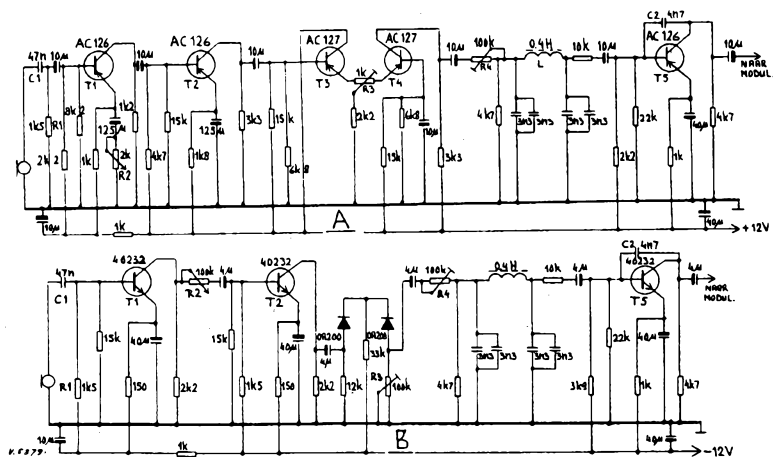 AC126 AC126 AC127 AC127 C2 4n7
47n 10µ 10µ 10µ 10µ 100k 0.4H 10k 10µ AC126 10µ
C1 T1 T2 T3 1k T4 R4 L T5 NARR
R3 MODUL.
1k5 R1 8k2 125µ 1k2 15k 125µ 3k3 15k 2k2 6k8 10µ 4k7 3n3 3n3 3n3 3n3 22k 40µ 4k7
2k2 1k 2k R2 4k7 1k8 6k8 15k 3k3 2k2 1k
10µ 1k A 40µ +12V
40232 40232 C2 4n7
47n 100k 4µ 4µ 100k 0.4H 10k 4µ 40232 4µ
C1 T1 R2 T2 R4 T5 NARR
MODUL.
15k 40µ 15k 40µ OA200 OA200 3n3 3n3 3n3 3n3 22k 40µ
4µ 33k
R1 1k5 150 2k2 1k5 150 2k2 12k R3 100k 4k7 3k9 1k 4k7
10µ 1k B 40µ -12V
V.5379.